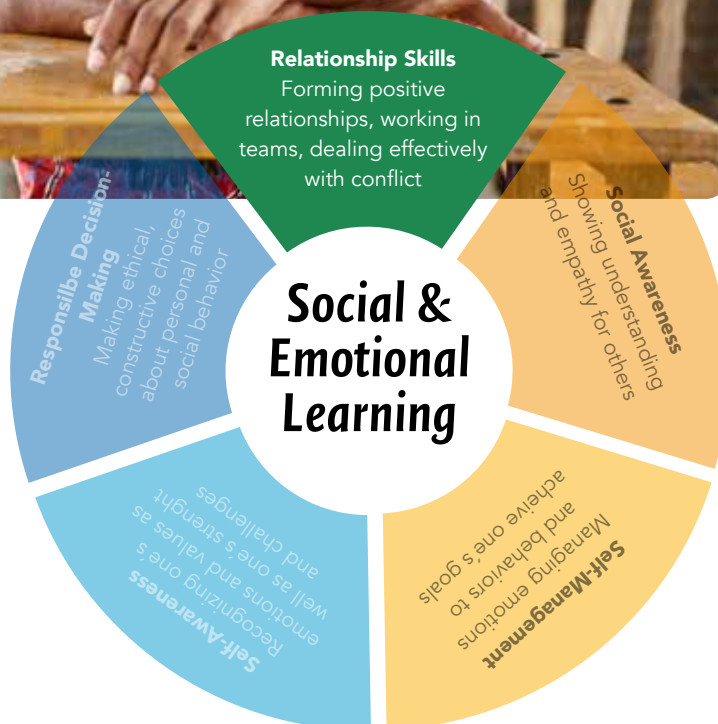 Relationship Skills
Forming positive
relationships, working in
teams, dealing effectively
with conflict
Social Awareness
Showing understanding
and empathy for others
Self-Management
Managing emotions
and behaviors to
acheive one's goals
Self-Awareness
Recognizing one's
emotions and values as
well as one's strenght
and challenges
Responsilbe Decision-
Making
Making ethical,
constructive choices
about personal and
social behavior
Social &
Emotional
Learning